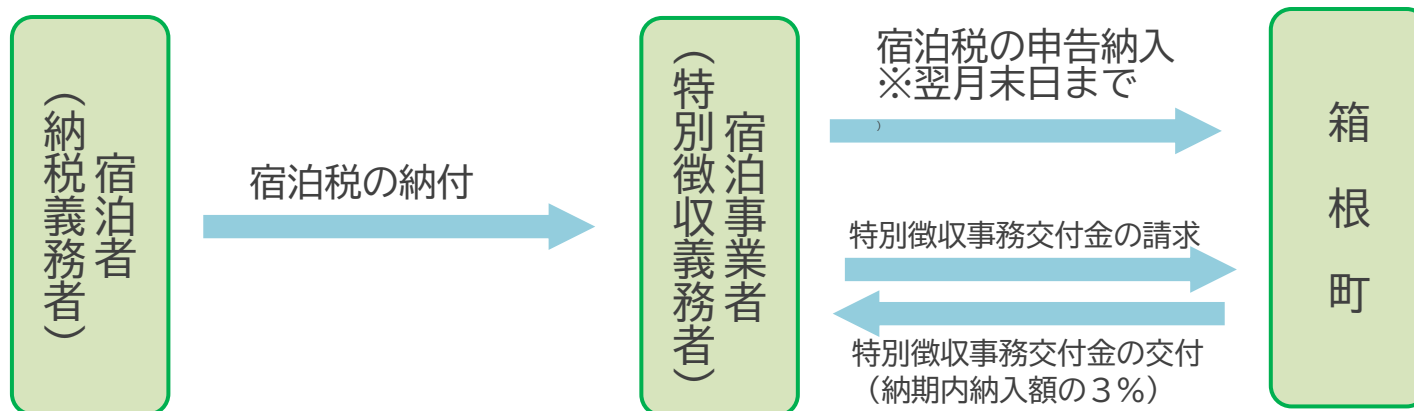 宿泊者
（納税義務者）
宿泊税の納付
宿泊事業者
（特別徴収義務者）
宿泊税の申告納入
※翌月末日まで
）
特別徴収事務交付金の請求
特別徴収事務交付金の交付
（納期内納入額の３％）
箱根町